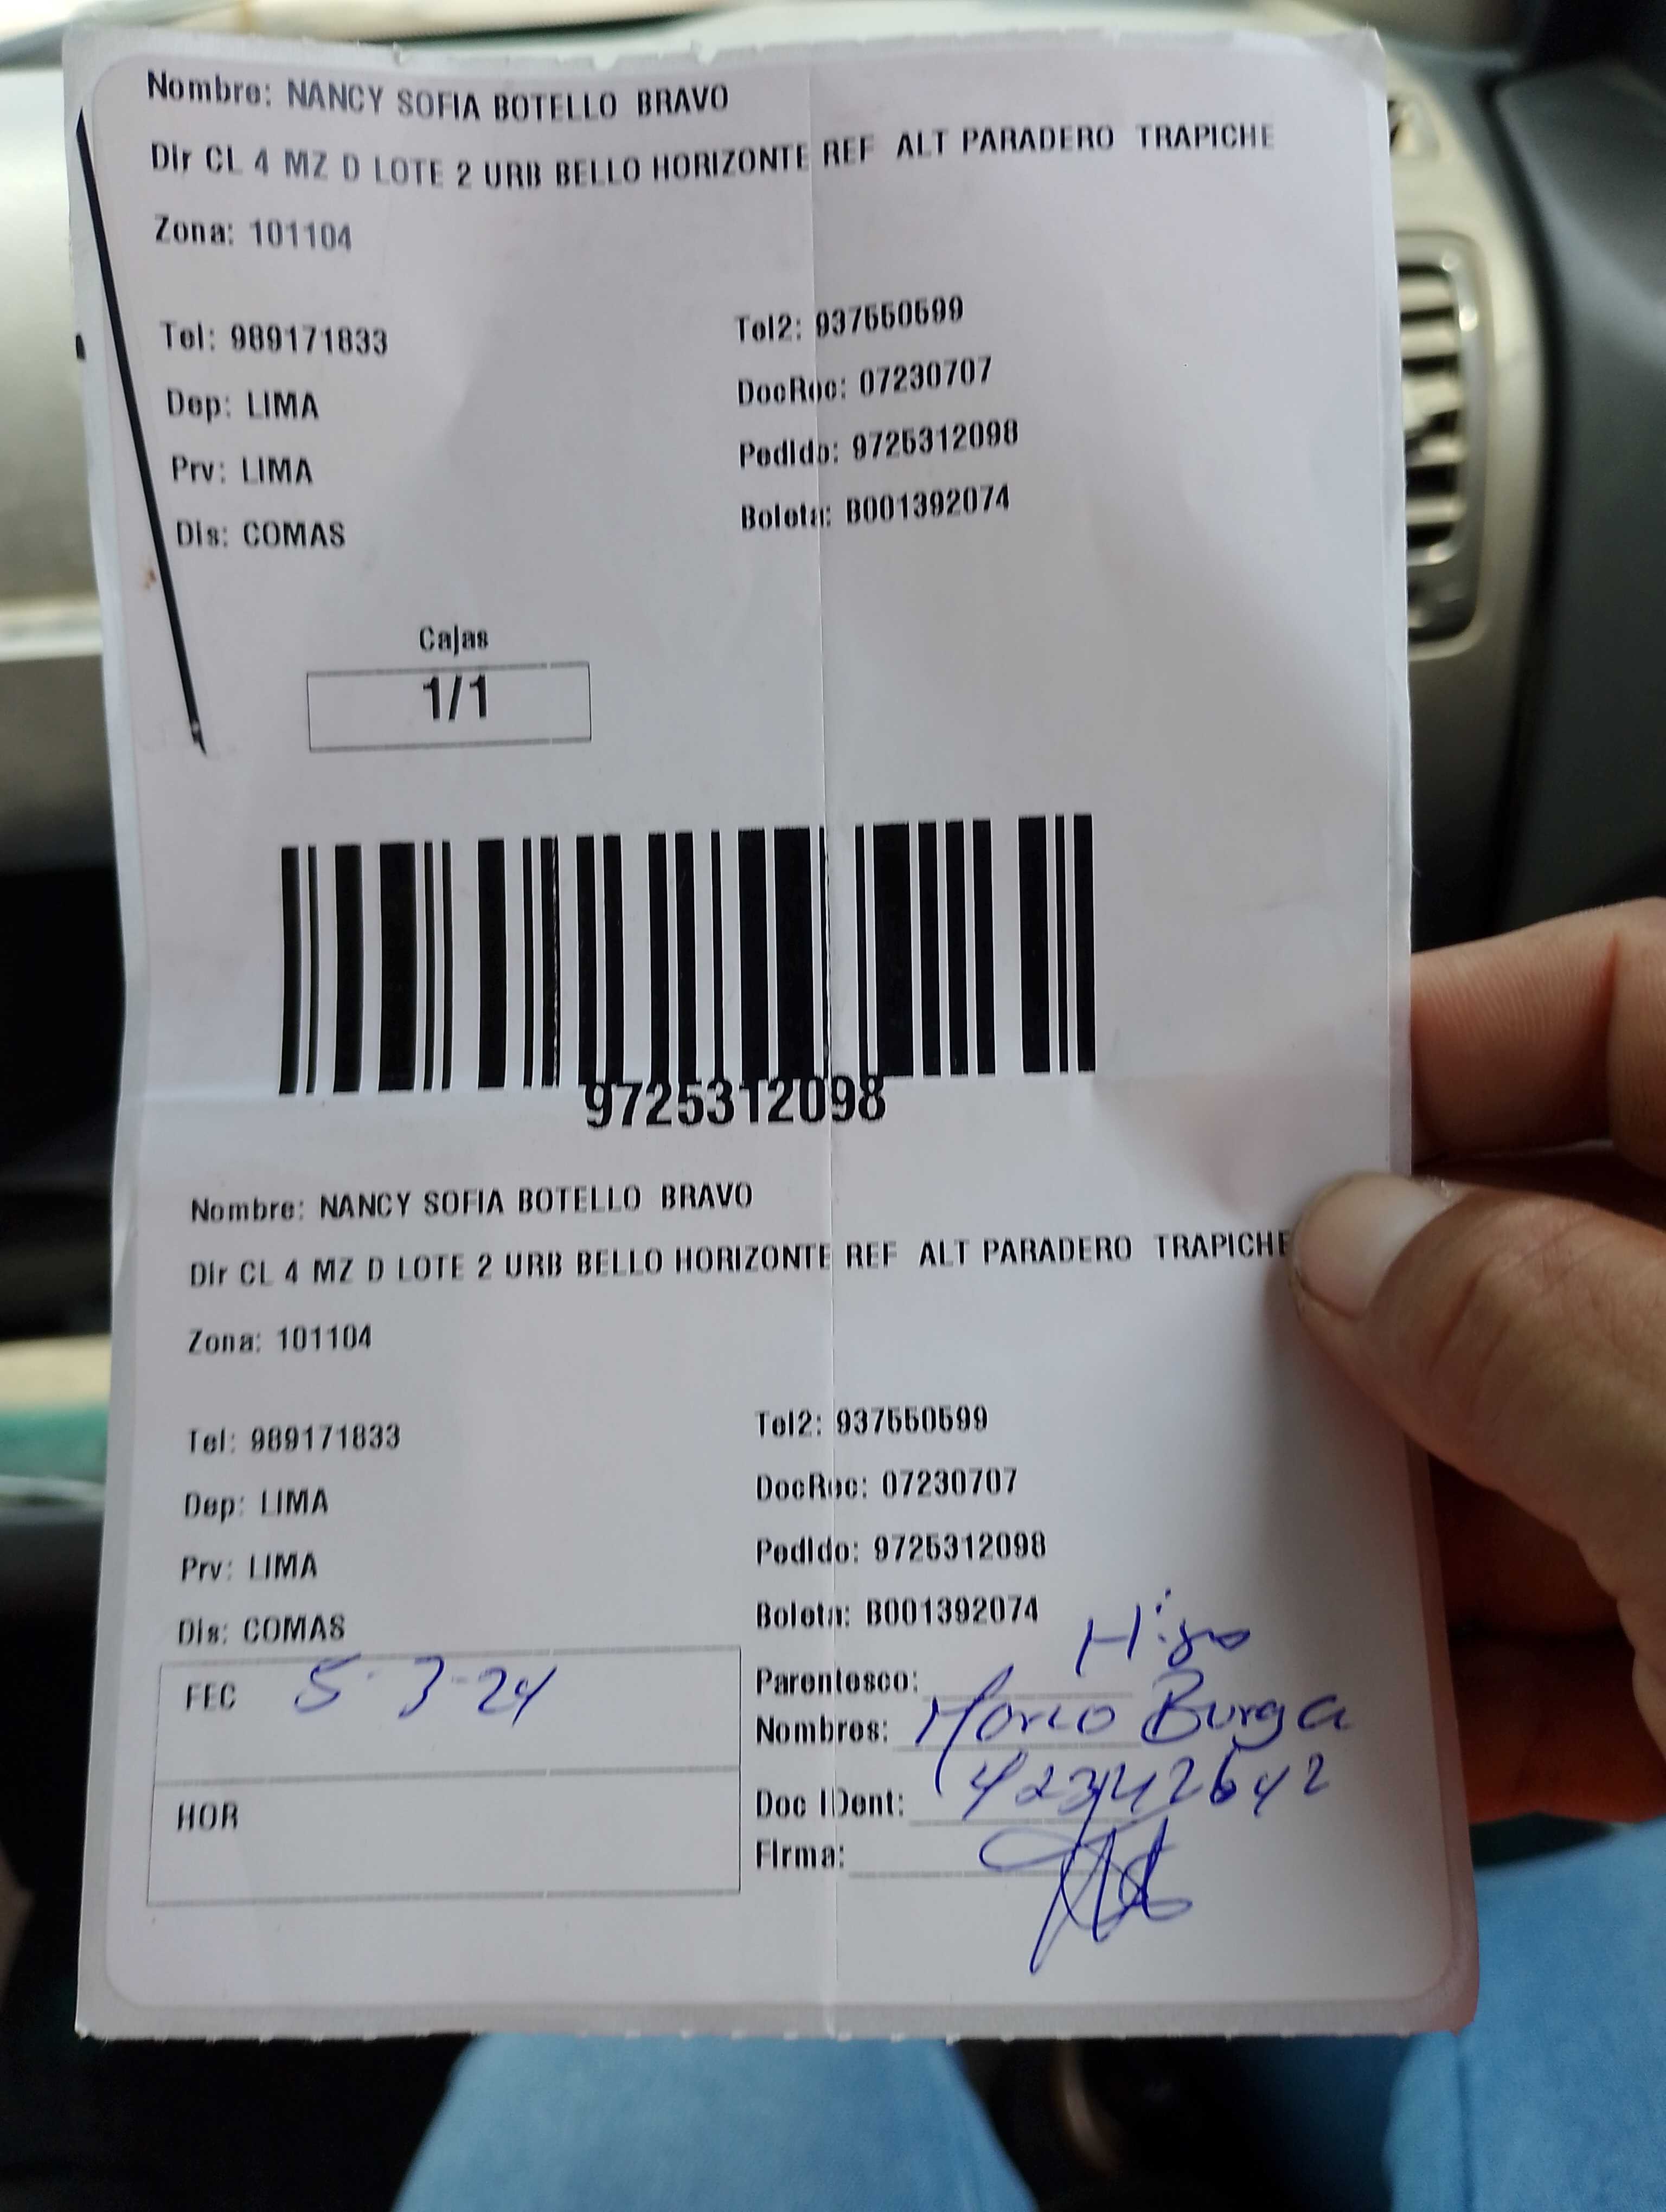 Nombre: NANCY SOFIA BOTELLO BRAVO
Dir CL 4 MZ D LOTE 2 URB BELLO HORIZONTE REF ALT PARADERO TRAPICHE
Zona: 101104
Tel: 989171833 Tel2: 937550599
Dep: LIMA DocRec: 07230707
Prv: LIMA Pedido: 9725312098
Dis: COMAS Boleta: B001392074
Cajas
1/1
9725312098
Nombre: NANCY SOFIA BOTELLO BRAVO
Dir CL 4 MZ D LOTE 2 URB BELLO HORIZONTE REF ALT PARADERO TRAPICHE
Zona: 101104
Tel: 989171833 Tel2: 937550599
Dep: LIMA DocRec: 07230707
Prv: LIMA Pedido: 9725312098
Dis: COMAS Boleta: B001392074
FEC 5-3-24
HOR
Parentesco: Hijo
Nombres: Marco Burga
Doc IDent: 42342642
Firma: